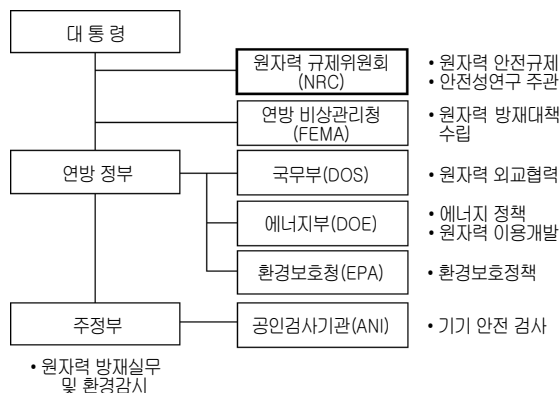 대 통 령
원자력 규제위원회
(NRC)
• 원자력 안전규제
• 안전성연구 주관
연방 비상관리청
(FEMA)
• 원자력 방재대책
수립
연방 정부
국무부(DOS)
• 원자력 외교협력
에너지부(DOE)
• 에너지 정책
• 원자력 이용개발
환경보호청(EPA)
• 환경보호정책
주정부
공인검사기관(ANI)
• 기기 안전 검사
• 원자력 방재실무
및 환경감시